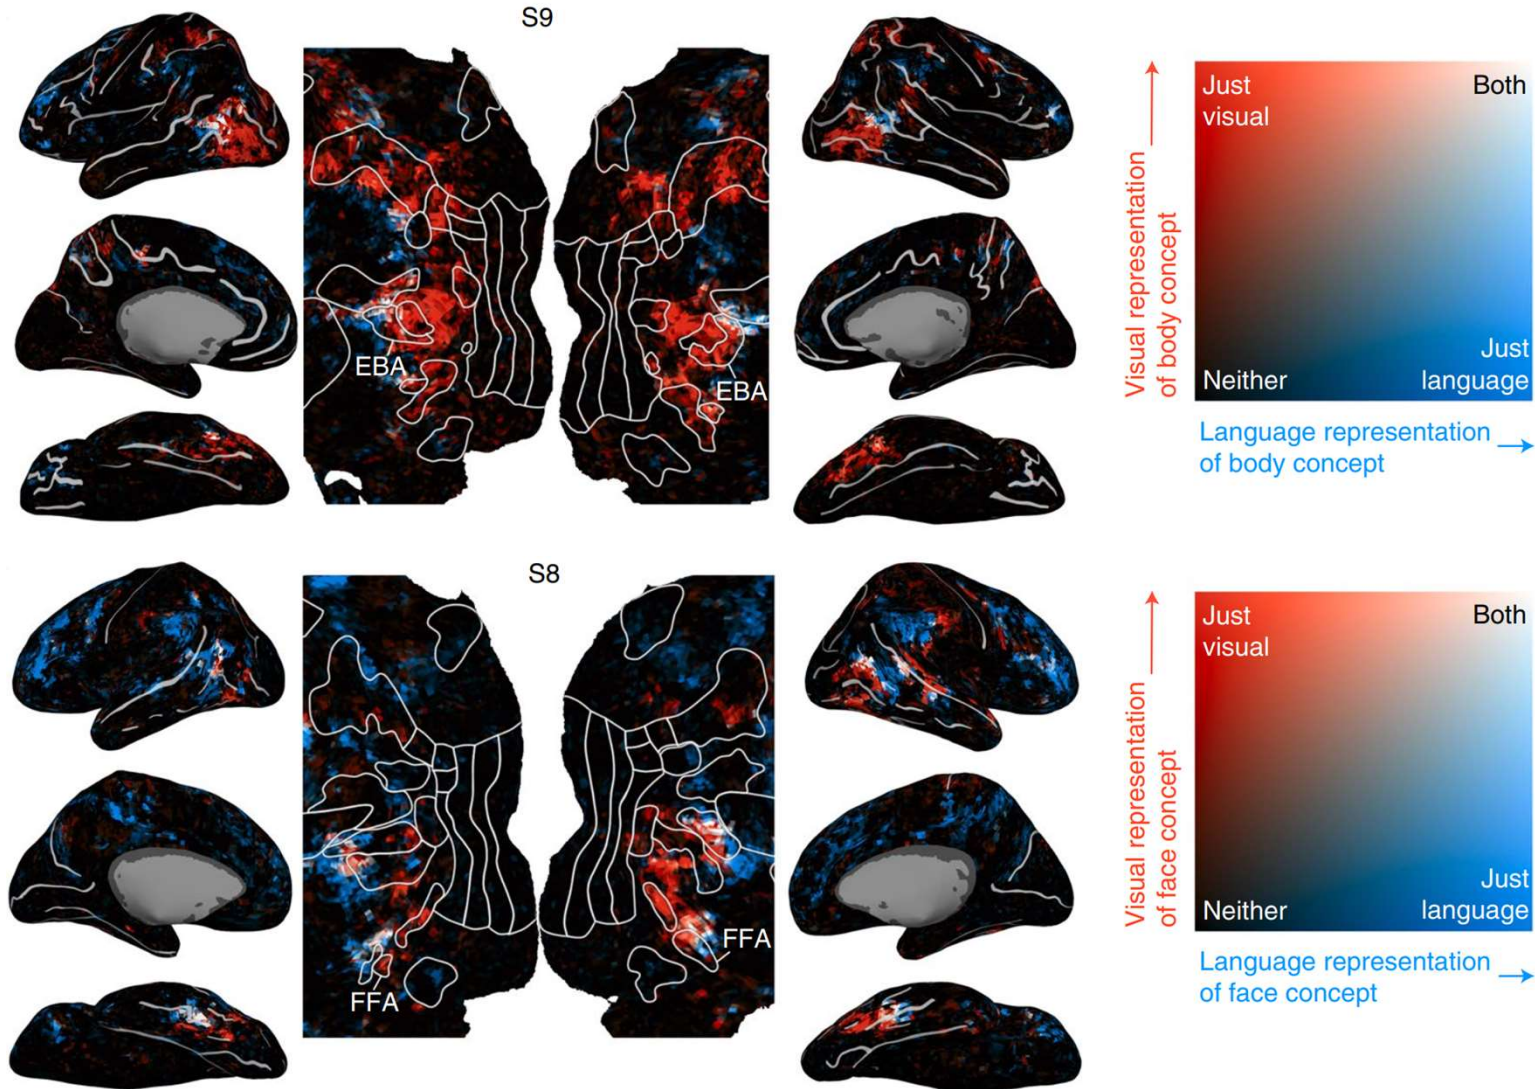 S9
EBA
EBA
Visual representation
of body concept
Just
visual
Both
Neither
Just
language
Language representation
of body concept
S8
FFA
FFA
Visual representation
of face concept
Just
visual
Both
Neither
Just
language
Language representation
of face concept